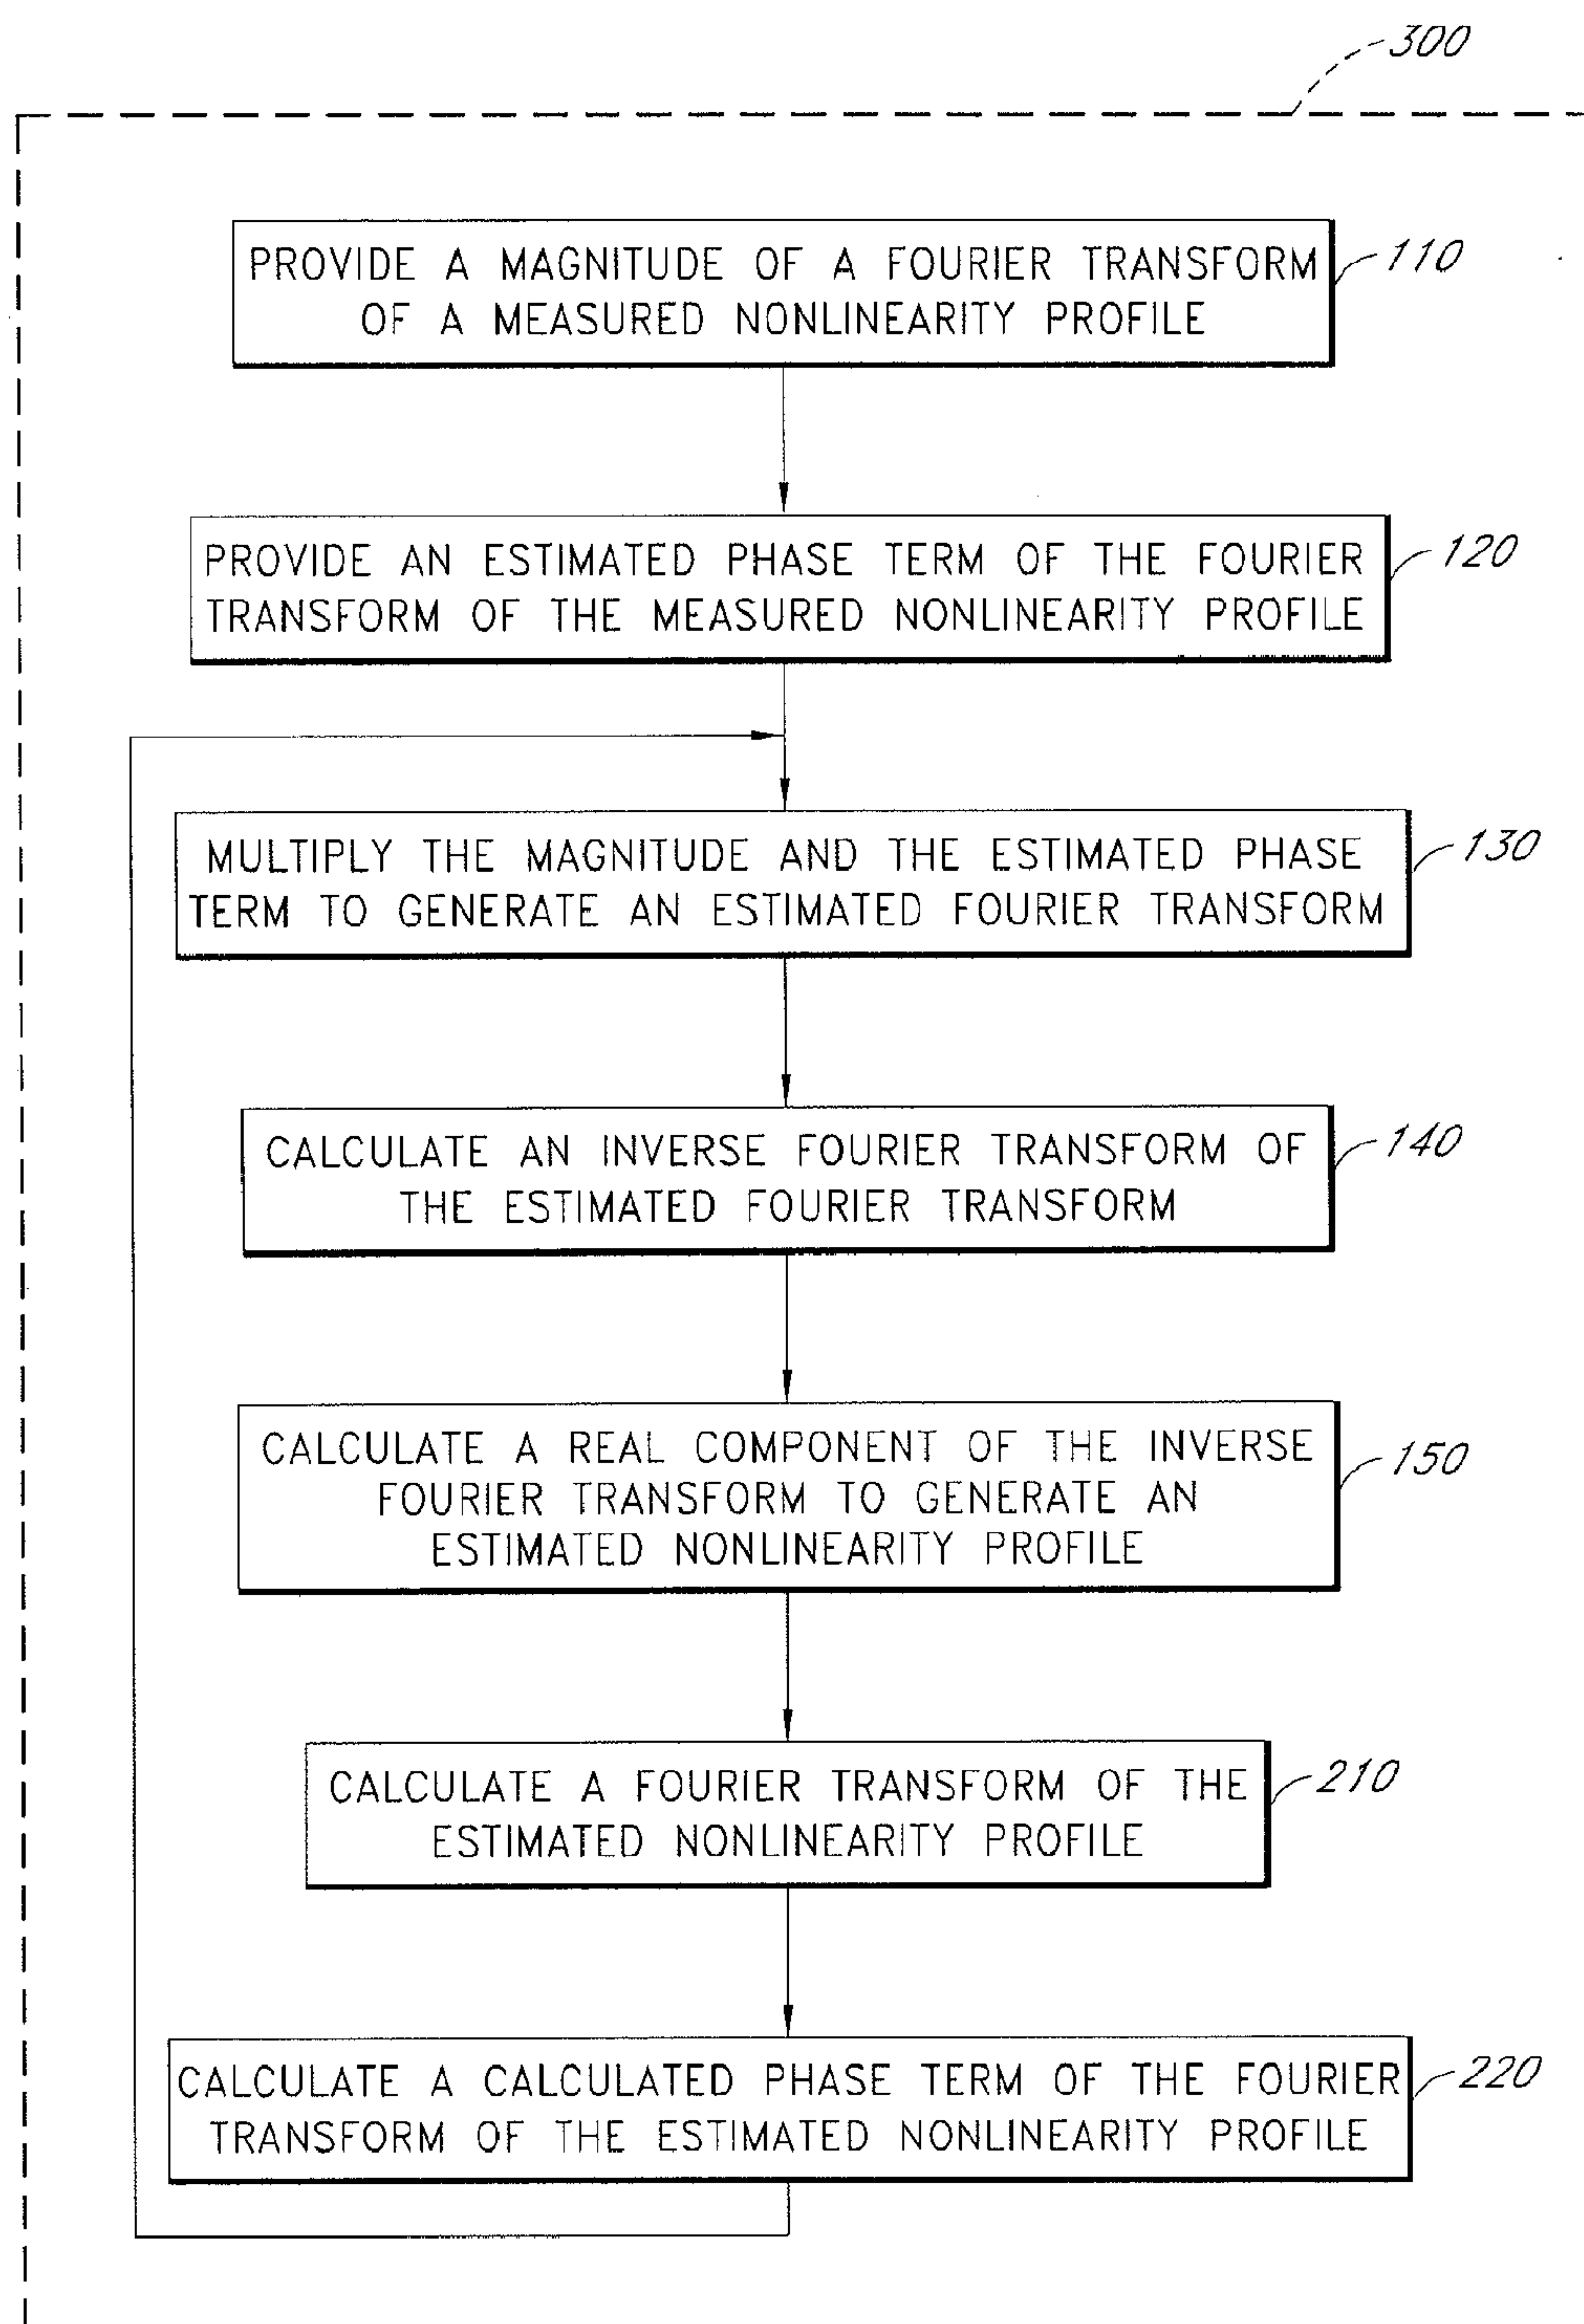 300
PROVIDE A MAGNITUDE OF A FOURIER TRANSFORM
OF A MEASURED NONLINEARITY PROFILE
110
PROVIDE AN ESTIMATED PHASE TERM OF THE FOURIER
TRANSFORM OF THE MEASURED NONLINEARITY PROFILE
120
MULTIPLY THE MAGNITUDE AND THE ESTIMATED PHASE
TERM TO GENERATE AN ESTIMATED FOURIER TRANSFORM
130
CALCULATE AN INVERSE FOURIER TRANSFORM OF
THE ESTIMATED FOURIER TRANSFORM
140
CALCULATE A REAL COMPONENT OF THE INVERSE
FOURIER TRANSFORM TO GENERATE AN
ESTIMATED NONLINEARITY PROFILE
150
CALCULATE A FOURIER TRANSFORM OF THE
ESTIMATED NONLINEARITY PROFILE
210
CALCULATE A CALCULATED PHASE TERM OF THE FOURIER
TRANSFORM OF THE ESTIMATED NONLINEARITY PROFILE
220